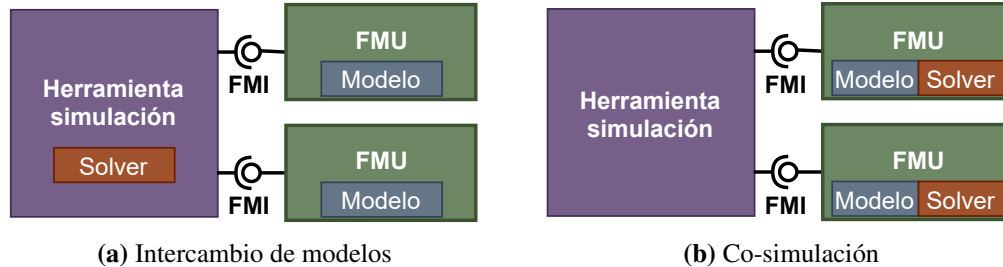 Herramienta
simulación
Solver
FMI
FMU
Modelo
FMI
FMU
Modelo
(a) Intercambio de modelos
Herramienta
simulación
FMI
FMU
Modelo Solver
FMI
FMU
Modelo Solver
(b) Co-simulación